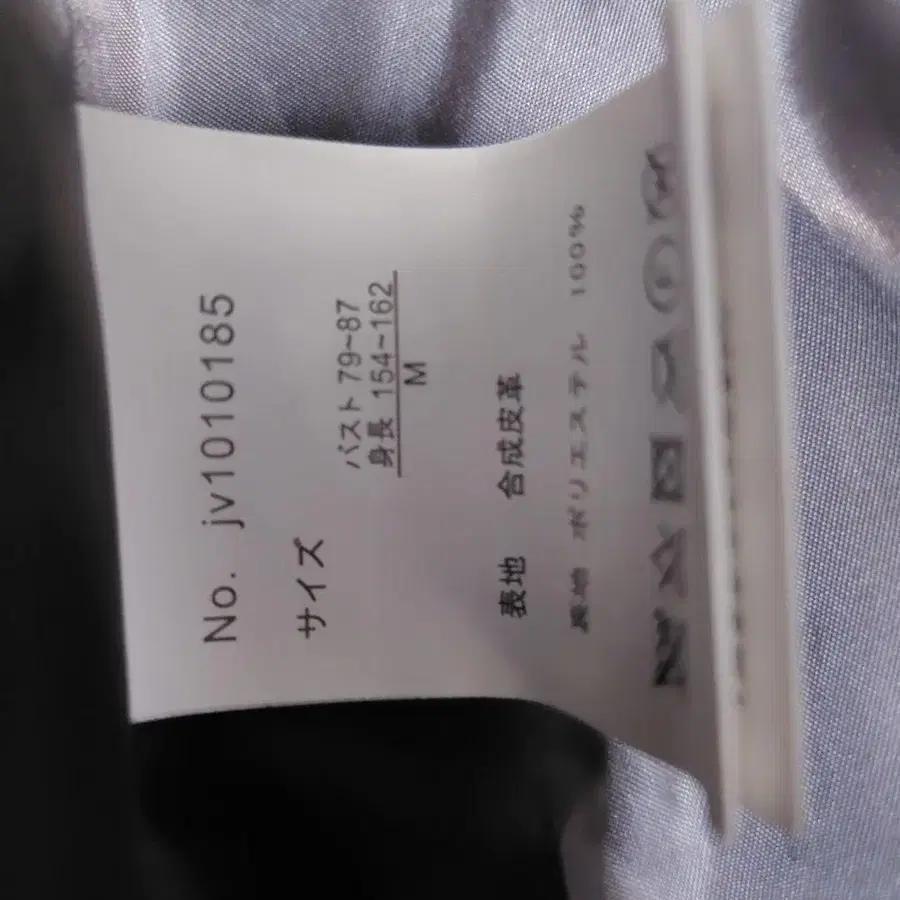 No. jv1010185
サイズ
バスト 79~87
身長 154~162
M
表地 合成皮革
裏地 ポリエステル 100%